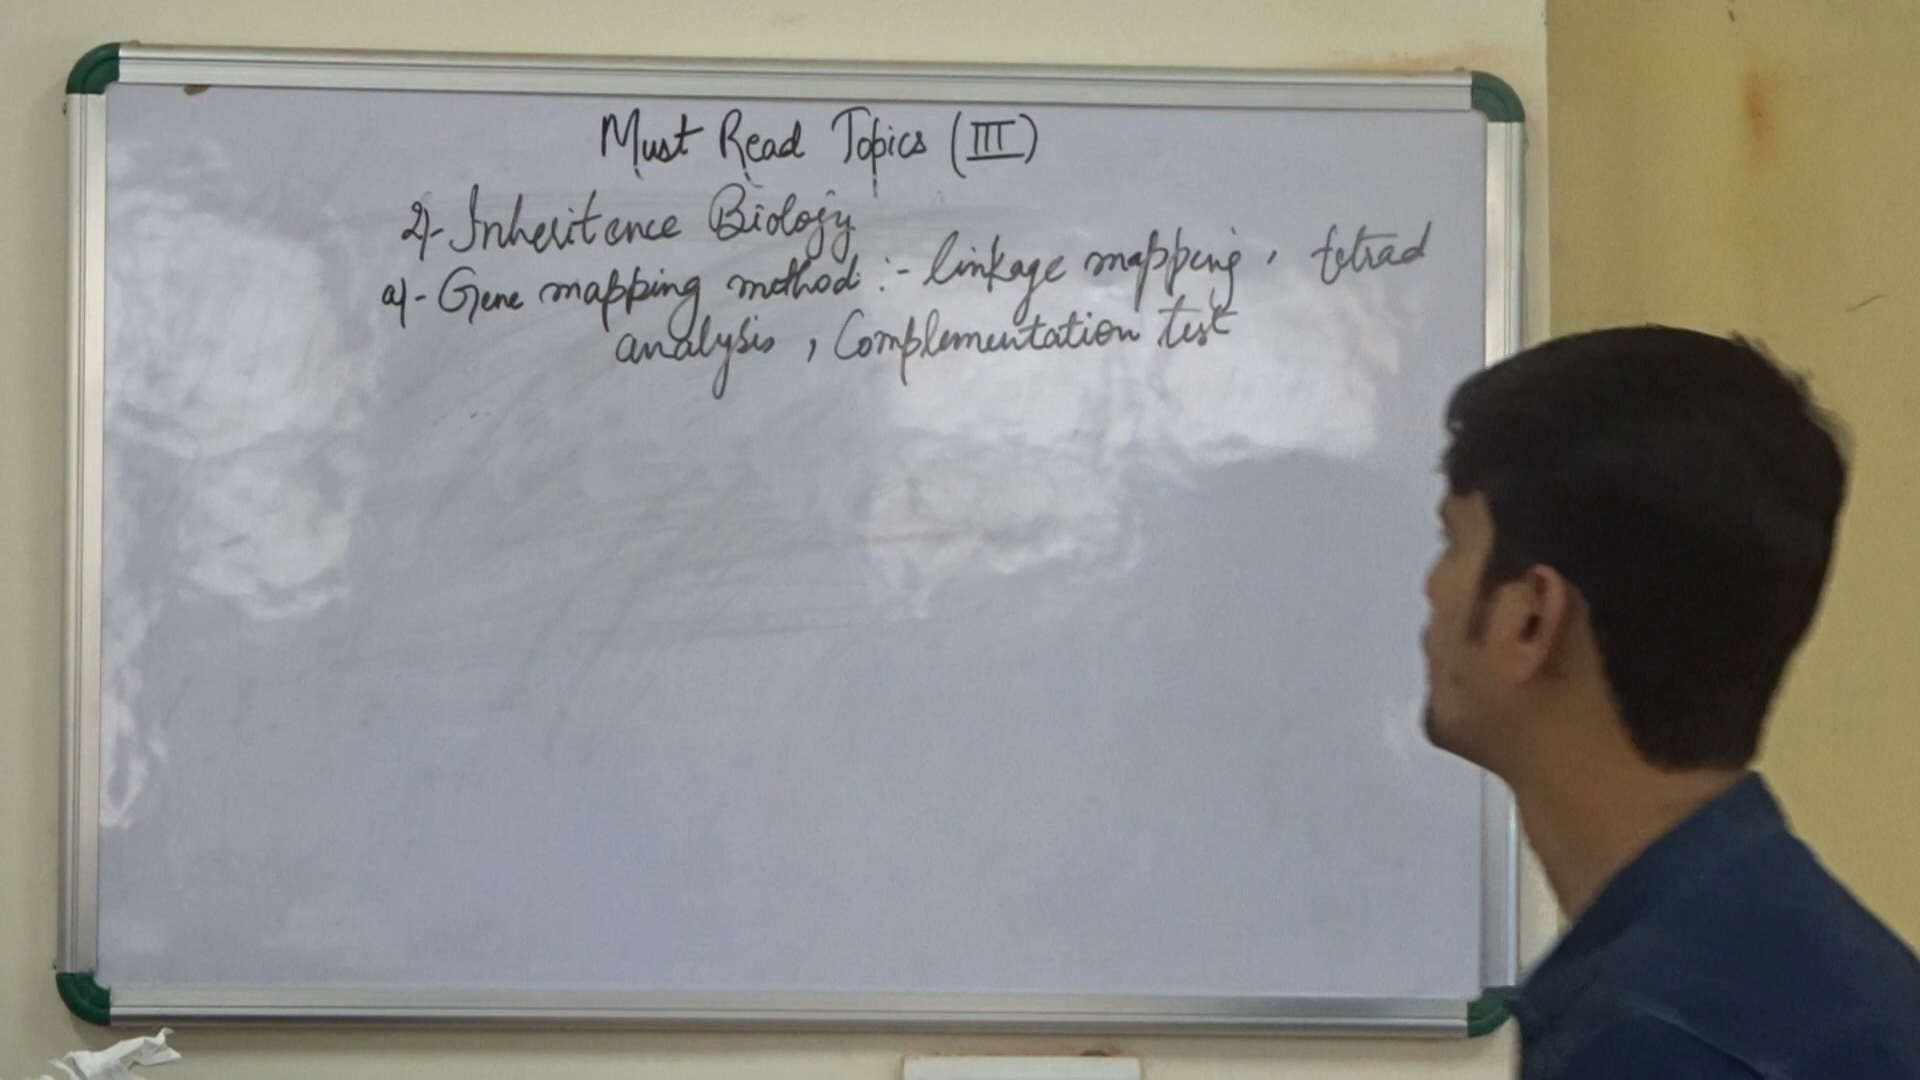 Must Read Topics (III)
2)- Inheritence Biology
a)- Gene mapping method :- linkage mapping, tetrad
analysis, Complementation test